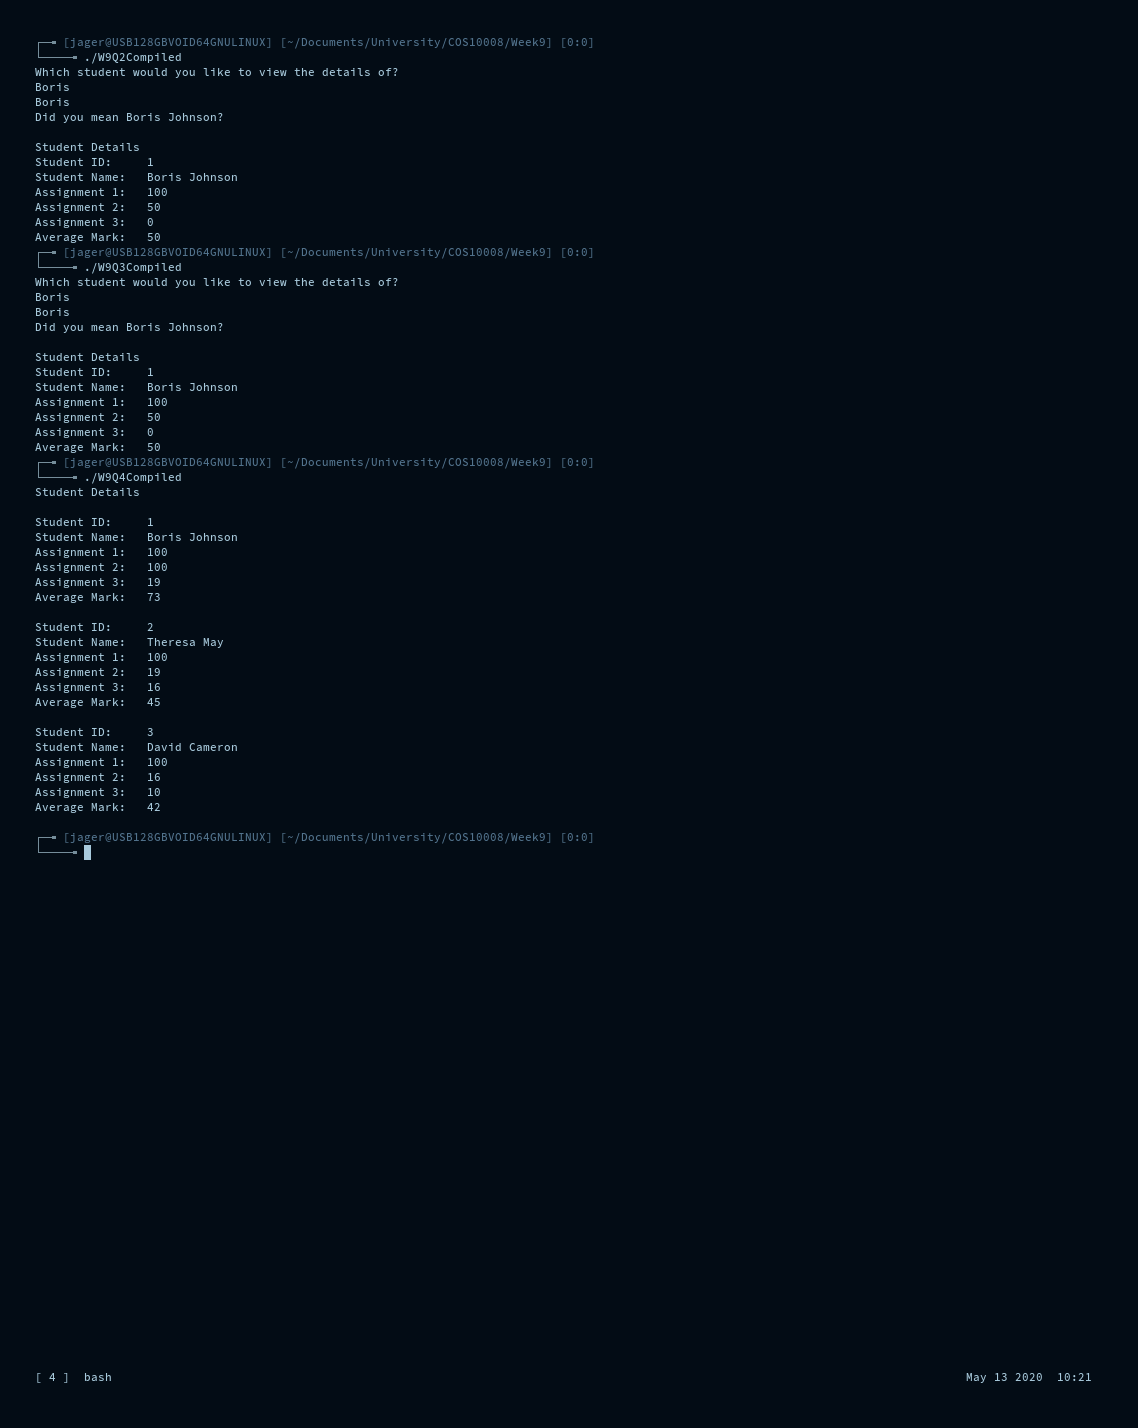 ┌─╼ [jager@USB128GBVOID64GNULINUX] [~/Documents/University/COS10008/Week9] [0:0]
└────╼ ./W9Q2Compiled
Which student would you like to view the details of?
Boris
Boris
Did you mean Boris Johnson?

Student Details
Student ID:     1
Student Name:   Boris Johnson
Assignment 1:   100
Assignment 2:   50
Assignment 3:   0
Average Mark:   50
┌─╼ [jager@USB128GBVOID64GNULINUX] [~/Documents/University/COS10008/Week9] [0:0]
└────╼ ./W9Q3Compiled
Which student would you like to view the details of?
Boris
Boris
Did you mean Boris Johnson?

Student Details
Student ID:     1
Student Name:   Boris Johnson
Assignment 1:   100
Assignment 2:   50
Assignment 3:   0
Average Mark:   50
┌─╼ [jager@USB128GBVOID64GNULINUX] [~/Documents/University/COS10008/Week9] [0:0]
└────╼ ./W9Q4Compiled
Student Details

Student ID:     1
Student Name:   Boris Johnson
Assignment 1:   100
Assignment 2:   100
Assignment 3:   19
Average Mark:   73

Student ID:     2
Student Name:   Theresa May
Assignment 1:   100
Assignment 2:   19
Assignment 3:   16
Average Mark:   45

Student ID:     3
Student Name:   David Cameron
Assignment 1:   100
Assignment 2:   16
Assignment 3:   10
Average Mark:   42

┌─╼ [jager@USB128GBVOID64GNULINUX] [~/Documents/University/COS10008/Week9] [0:0]
└────╼
[ 4 ]  bash  May 13 2020  10:21